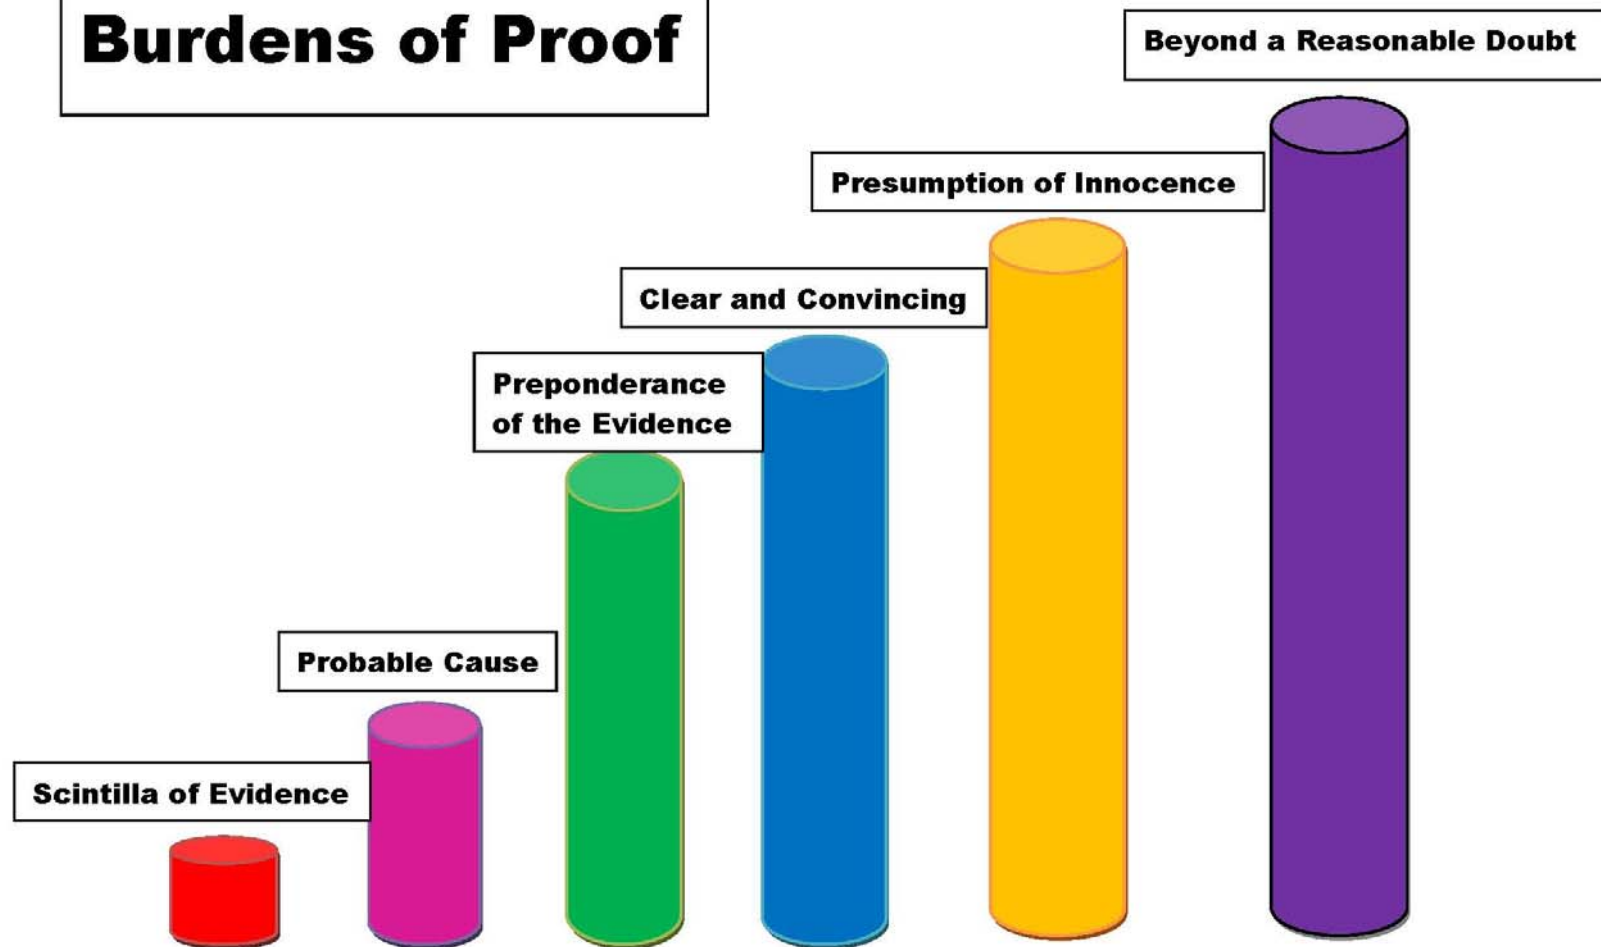 Burdens of Proof
Beyond a Reasonable Doubt
Presumption of Innocence
Clear and Convincing
Preponderance
of the Evidence
Probable Cause
Scintilla of Evidence